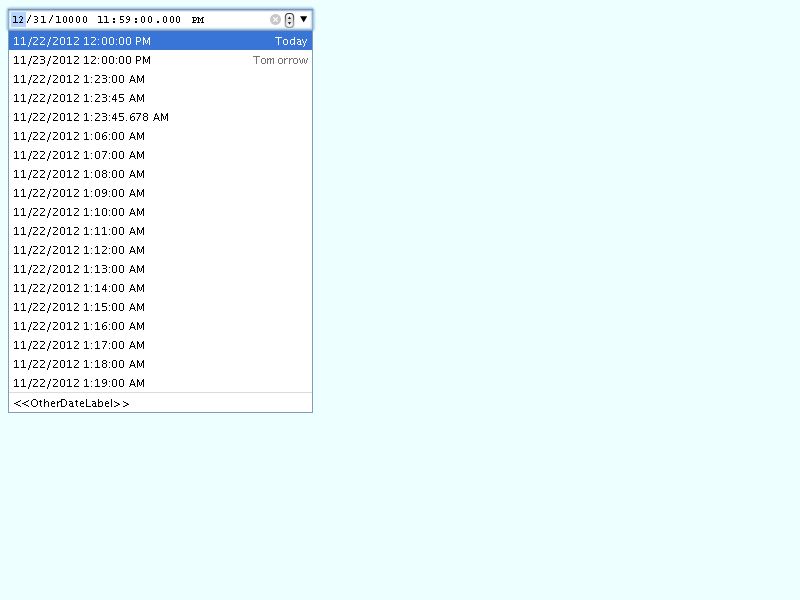 12/31/10000 11:59:00.000 PM
11/22/2012 12:00:00 PM Today
11/23/2012 12:00:00 PM Tomorrow
11/22/2012 1:23:00 AM
11/22/2012 1:23:45 AM
11/22/2012 1:23:45.678 AM
11/22/2012 1:06:00 AM
11/22/2012 1:07:00 AM
11/22/2012 1:08:00 AM
11/22/2012 1:09:00 AM
11/22/2012 1:10:00 AM
11/22/2012 1:11:00 AM
11/22/2012 1:12:00 AM
11/22/2012 1:13:00 AM
11/22/2012 1:14:00 AM
11/22/2012 1:15:00 AM
11/22/2012 1:16:00 AM
11/22/2012 1:17:00 AM
11/22/2012 1:18:00 AM
11/22/2012 1:19:00 AM
<<OtherDateLabel>>